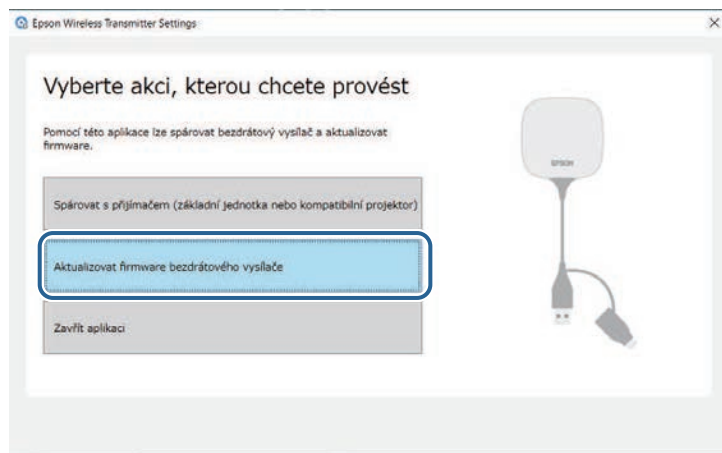 Epson Wireless Transmitter Settings
Vyberte akci, kterou chcete provést
Pomocí této aplikace lze spárovat bezdrátový vysílač a aktualizovat
firmware.
EPSON
Spárovat s přijímačem (základní jednotka nebo kompatibilní projektor)
Aktualizovat firmware bezdrátového vysílače
Zavřít aplikaci